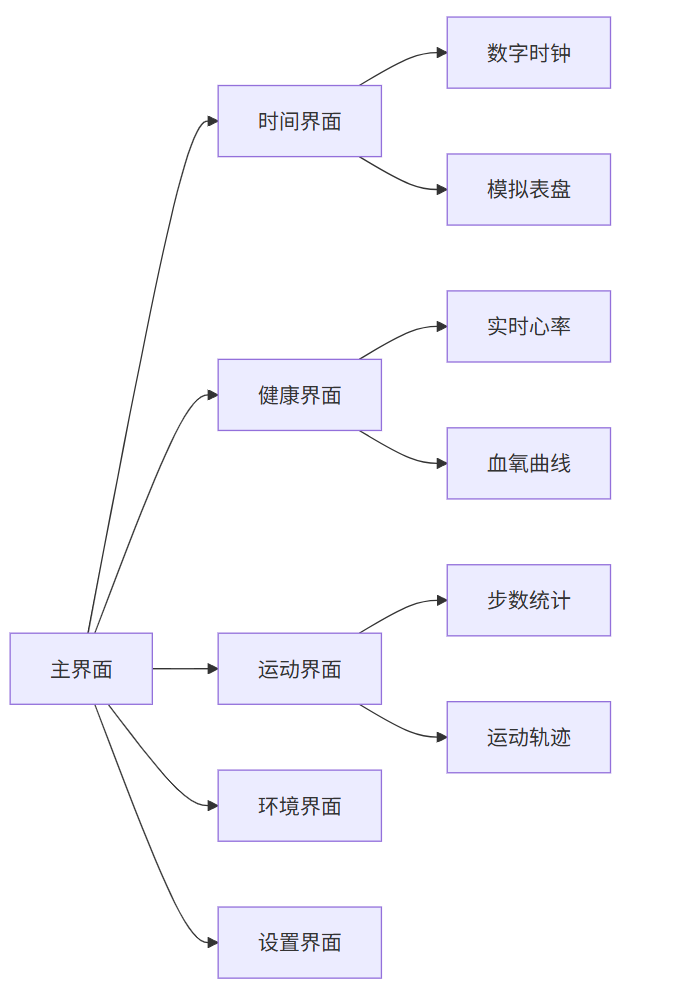 主界面
时间界面
数字时钟
模拟表盘
健康界面
实时心率
血氧曲线
运动界面
步数统计
运动轨迹
环境界面
设置界面